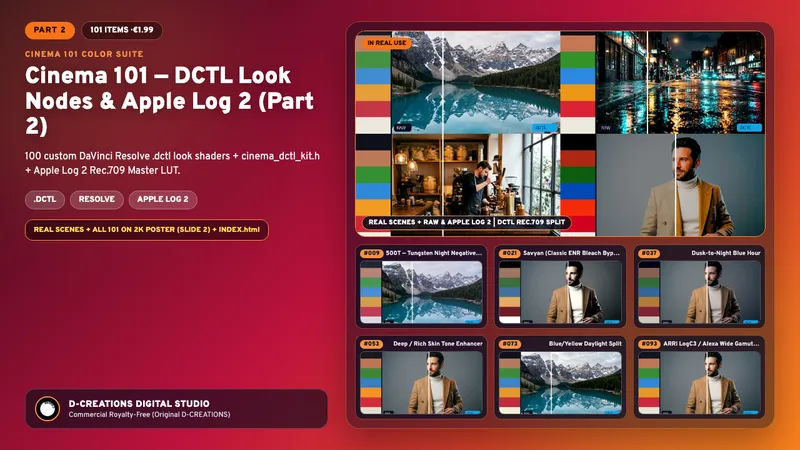 PART 2
101 ITEMS ·€1.99
CINEMA 101 COLOR SUITE
Cinema 101 – DCTL Look
Nodes & Apple Log 2 (Part
2)
100 custom DaVinci Resolve .dctl look shaders + cinema_dctl_kit.h
+ Apple Log 2 Rec.709 Master LUT.
.DCTL
RESOLVE
APPLE LOG 2
REAL SCENES + ALL 101 ON 2K POSTER (SLIDE 2) + INDEX.html
D-CREATIONS DIGITAL STUDIO
Commercial Royalty-Free (Original D-CREATIONS)
IN REAL USE
RAW
DCTL
RAW
DCTL
REAL SCENES + RAW & APPLE LOG 2 | DCTL REC.709 SPLIT
#009
500T – Tungsten Night Negative...
#021
Savyan (Classic ENR Bleach Byp...
#037
Dusk-to-Night Blue Hour
#053
Deep / Rich Skin Tone Enhancer
#073
Blue/Yellow Daylight Split
#093
ARRI LogC3 / Alexa Wide Gamut...